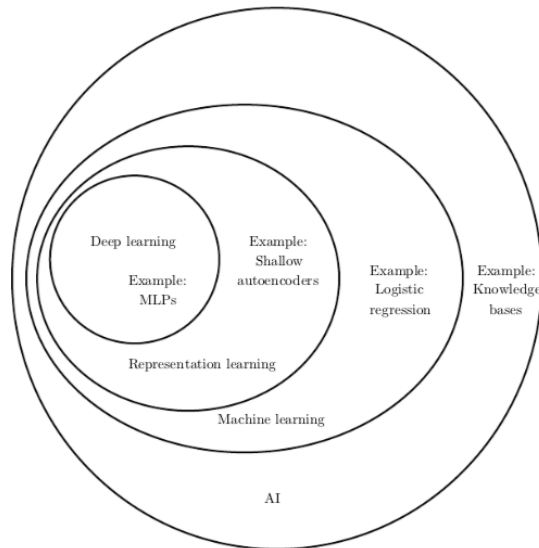 Deep learning
Example:
MLPs
Example:
Shallow
autoencoders
Example:
Logistic
regression
Example:
Knowledge
bases
Representation learning
Machine learning
AI